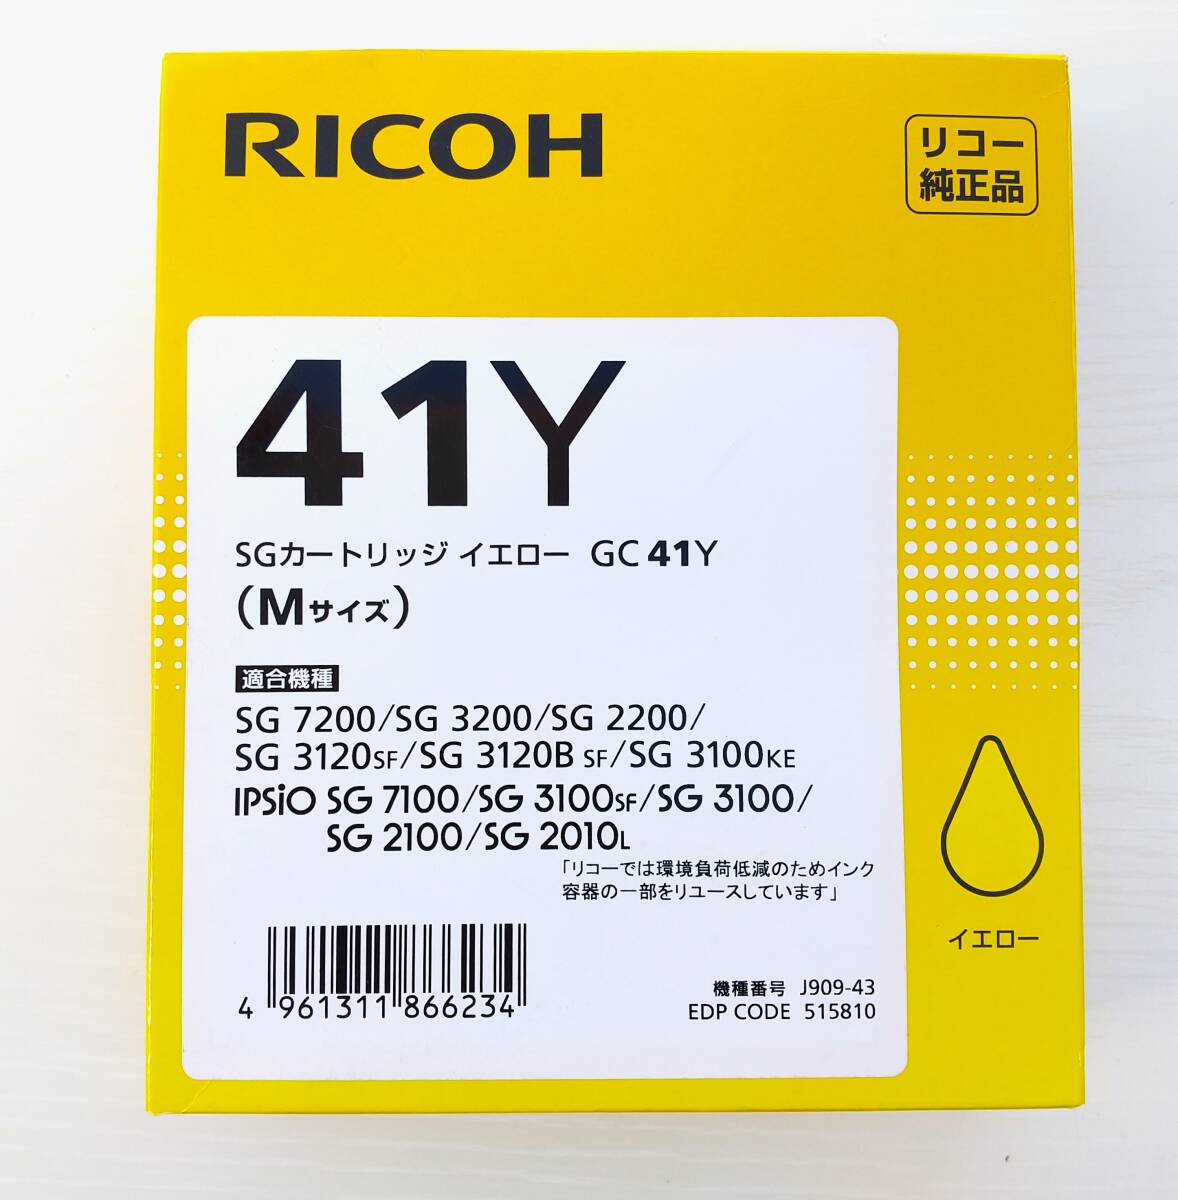 RICOH
リコー
純正品
41Y
SGカートリッジ イエロー GC 41Y
(Mサイズ)
適合機種
SG 7200/SG 3200/SG 2200/
SG 3120SF/SG 3120B SF/SG 3100KE
IPSiO SG 7100/SG 3100SF/SG 3100/
SG 2100/SG 2010L
「リコーでは環境負荷低減のためインク
容器の一部をリユースしています」
イエロー
機種番号 J909-43
EDP CODE 515810
4 961311 866234